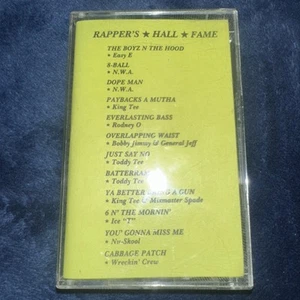 RAPPER'S ★ HALL ★ FAME
THE BOYZ N THE HOOD
• Eazy E
8-BALL
• N.W.A.
DOPE MAN
• N.W.A.
PAYBACKS A MUTHA
• King Tee
EVERLASTING BASS
• Rodney O
OVERLAPPING WAIST
• Bobby Jimmy & General Jeff
JUST SAY NO
• Toddy Tee
BATTERRAM
• Toddy Tee
YA BETTER BRING A GUN
• King Tee & Mixmaster Spade
6 N' THE MORNIN'
• Ice "T"
YOU' GONNA MISS ME
• Nu-Skool
CABBAGE PATCH
• Wreckin' Crew